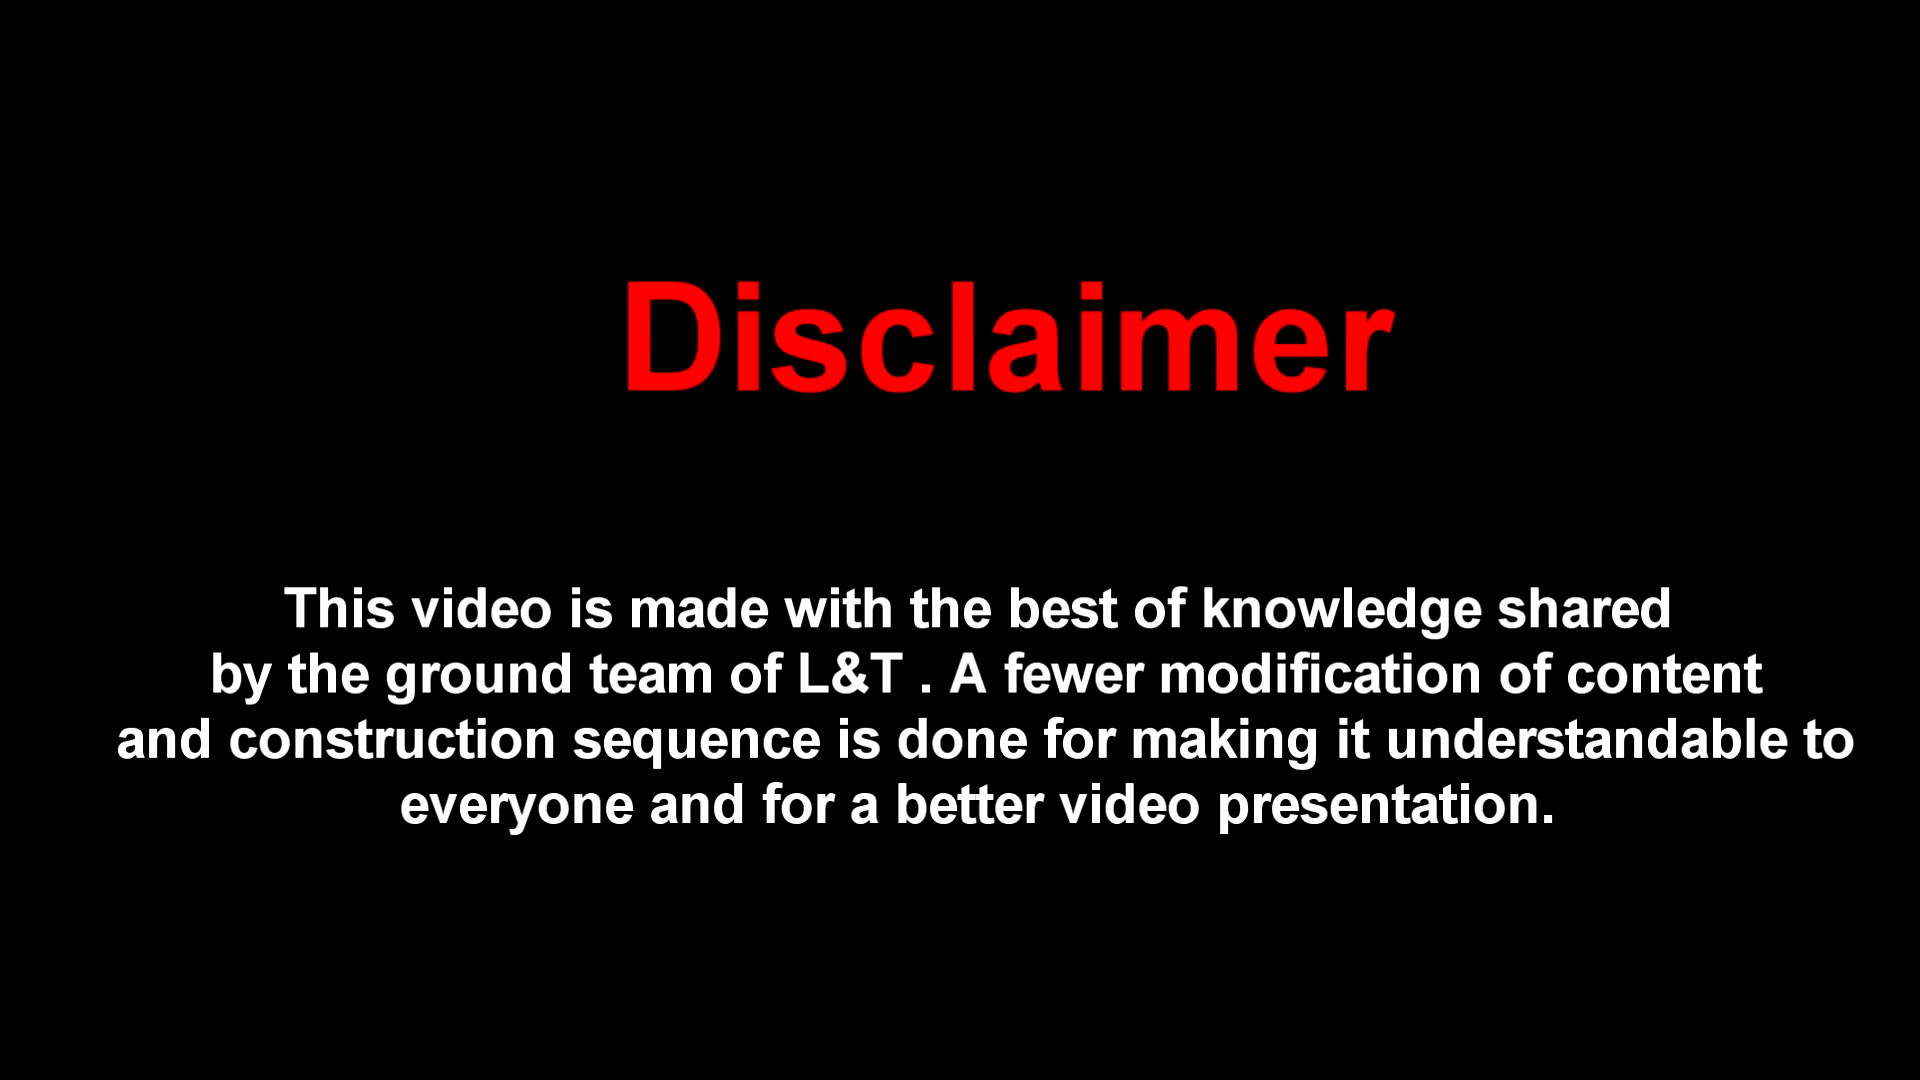 Disclaimer
This video is made with the best of knowledge shared
by the ground team of L&T . A fewer modification of content
and construction sequence is done for making it understandable to
everyone and for a better video presentation.